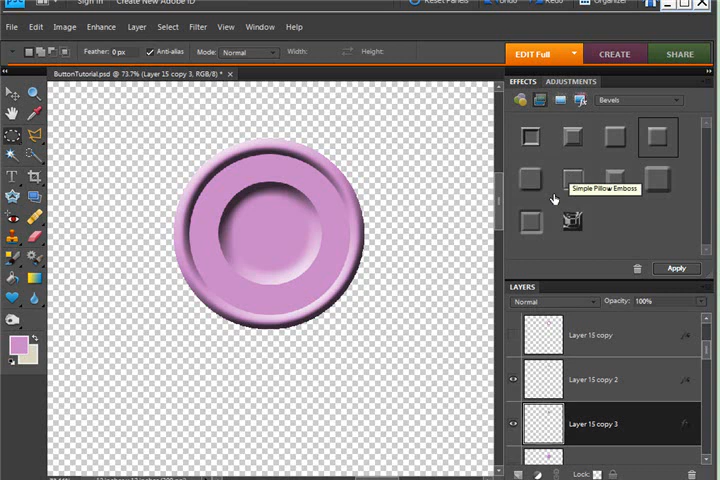 Sign In Create New Adobe ID Reset Panels Undo Redo Organizer
File Edit Image Enhance Layer Select Filter View Window Help
Feather: 0 px Anti-alias Mode: Normal Width: Height: EDIT Full CREATE SHARE
ButtonTutorial.psd @ 73.7% (Layer 15 copy 3, RGB/8) * ×
EFFECTS ADJUSTMENTS
Bevels
Simple Pillow Emboss
Apply
LAYERS
Normal Opacity: 100%
Layer 15 copy
Layer 15 copy 2
Layer 15 copy 3
Lock: